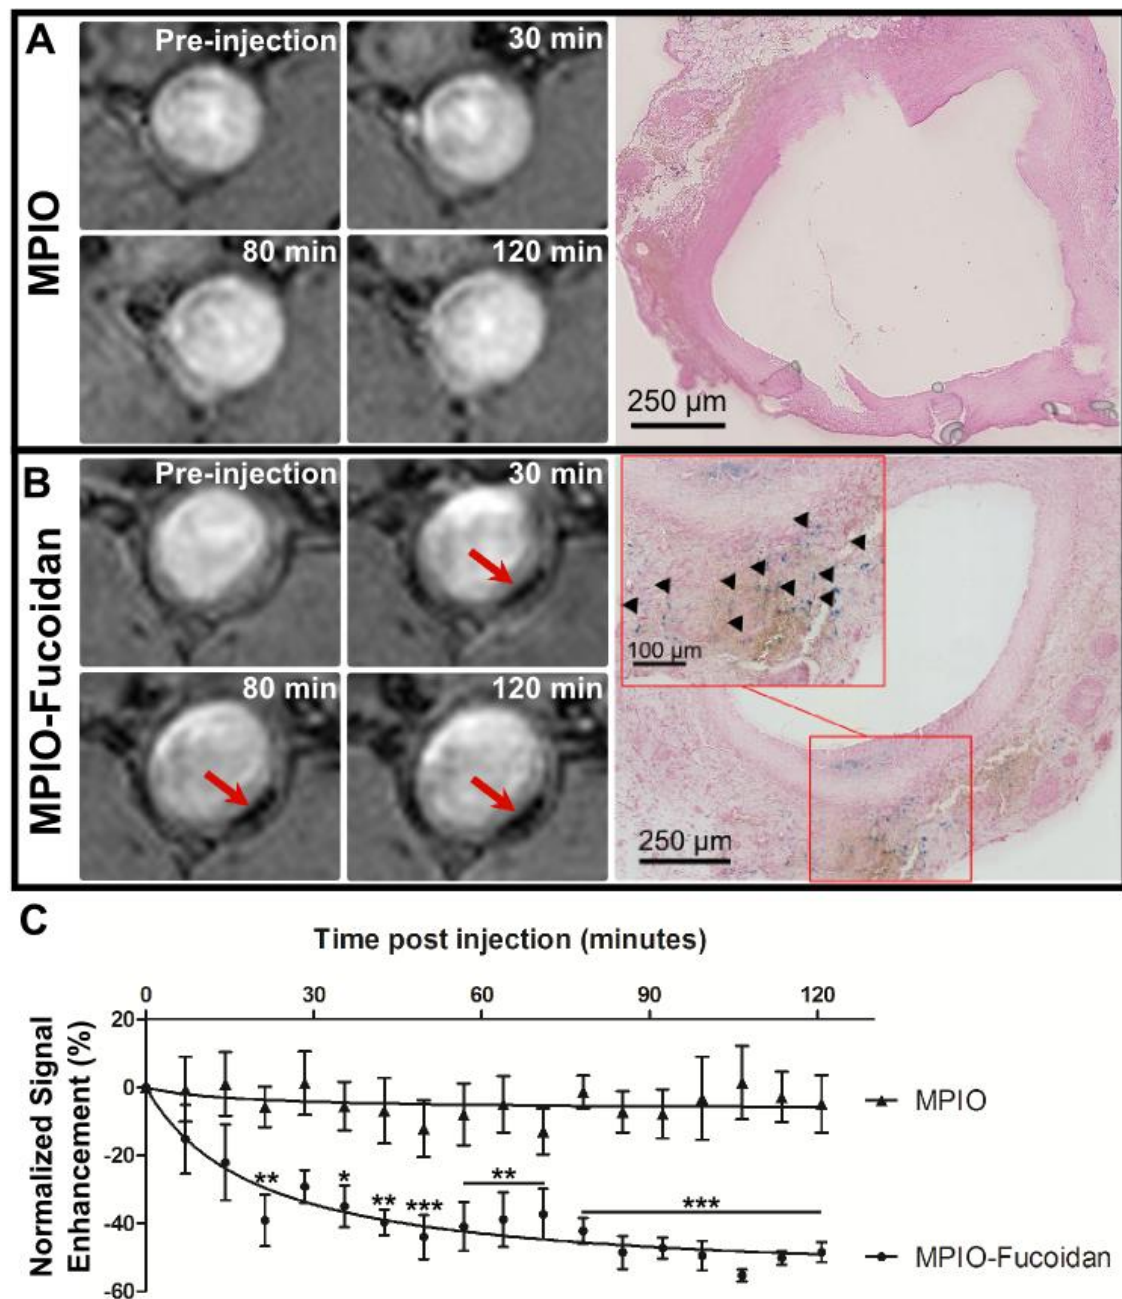 A
MPIO
Pre-injection
30 min
80 min
120 min
250 µm
B
MPIO-Fucoidan
Pre-injection
30 min
80 min
120 min
100 µm
250 µm
C
Time post injection (minutes)
0 30 60 90 120
Normalized Signal
Enhancement (%)
20
0
-20
-40
-60
** * ** *** ** ***
MPIO
MPIO-Fucoidan